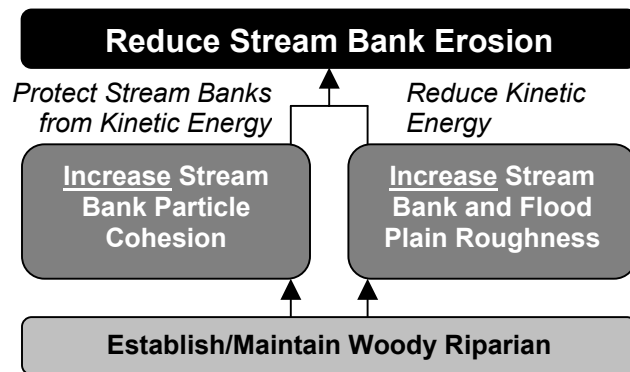 Reduce Stream Bank Erosion
Protect Stream Banks
from Kinetic Energy
Reduce Kinetic
Energy
Increase Stream
Bank Particle
Cohesion
Increase Stream
Bank and Flood
Plain Roughness
Establish/Maintain Woody Riparian